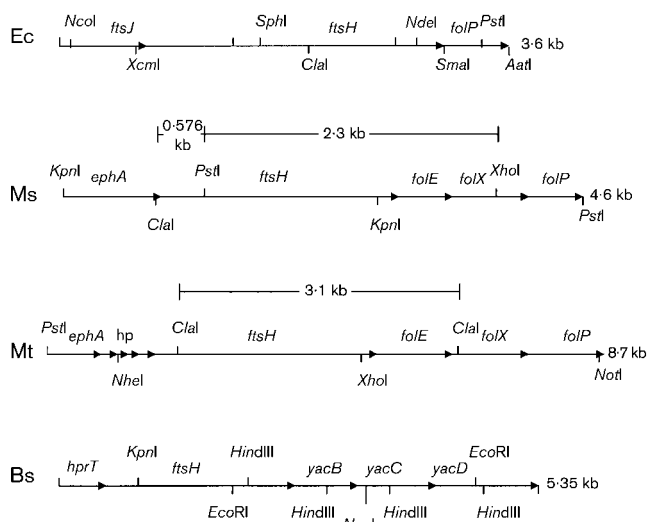 NcoI ftsJ SphI ftsH NdeI folP PstI
Ec 3·6 kb
XcmI ClaI SmaI AatI
0·576 kb 2·3 kb
KpnI ephA PstI ftsH folE folX XhoI folP
Ms 4·6 kb
ClaI KpnI PstI
3·1 kb
PstI ephA hp ClaI ftsH folE ClaI folX folP
Mt 8·7 kb
NheI XhoI NotI
hprT KpnI ftsH HindIII yacB yacC yacD EcoRI
Bs 5·35 kb
EcoRI HindIII HindIII HindIII